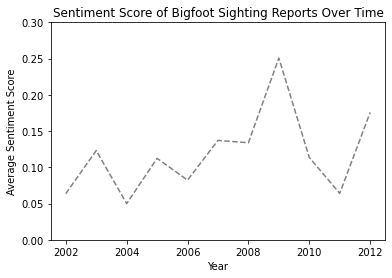 Sentiment Score of Bigfoot Sighting Reports Over Time
0.30
0.25
0.20
0.15
0.10
0.05
0.00
Average Sentiment Score
2002 2004 2006 2008 2010 2012
Year